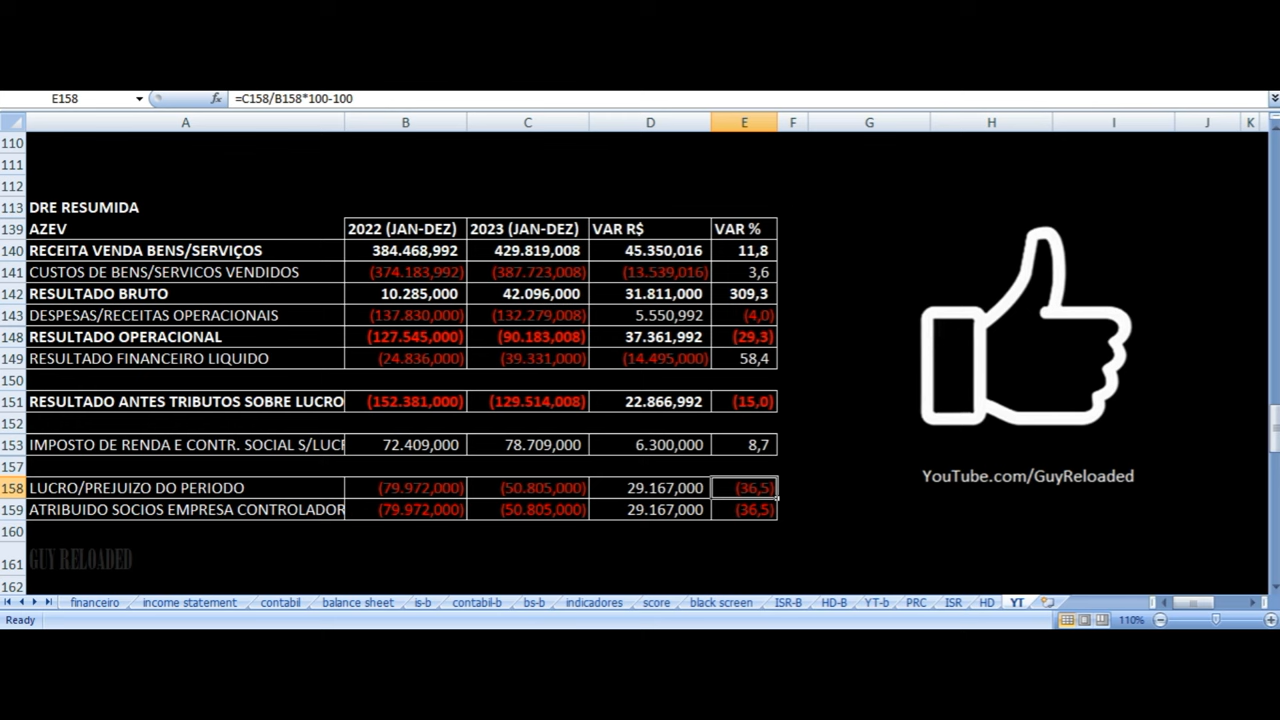 E158 fx =C158/B158*100-100
A B C D E F G H I J K
110
111
112
113 DRE RESUMIDA
139 AZEV 2022 (JAN-DEZ) 2023 (JAN-DEZ) VAR R$ VAR %
140 RECEITA VENDA BENS/SERVIÇOS 384.468,992 429.819,008 45.350,016 11,8
141 CUSTOS DE BENS/SERVICOS VENDIDOS (374.183,992) (387.723,008) (13.539,016) 3,6
142 RESULTADO BRUTO 10.285,000 42.096,000 31.811,000 309,3
143 DESPESAS/RECEITAS OPERACIONAIS (137.830,000) (132.279,008) 5.550,992 (4,0)
148 RESULTADO OPERACIONAL (127.545,000) (90.183,008) 37.361,992 (29,3)
149 RESULTADO FINANCEIRO LIQUIDO (24.836,000) (39.331,000) (14.495,000) 58,4
150
151 RESULTADO ANTES TRIBUTOS SOBRE LUCRO (152.381,000) (129.514,008) 22.866,992 (15,0)
152
153 IMPOSTO DE RENDA E CONTR. SOCIAL S/LUCR 72.409,000 78.709,000 6.300,000 8,7
157
158 LUCRO/PREJUIZO DO PERIODO (79.972,000) (50.805,000) 29.167,000 (36,5)
YouTube.com/GuyReloaded
159 ATRIBUIDO SOCIOS EMPRESA CONTROLADOR (79.972,000) (50.805,000) 29.167,000 (36,5)
160
161 GUY RELOADED
162
financeiro income statement contabil balance sheet is-b contabil-b bs-b indicadores score black screen ISR-B HD-B YT-b PRC ISR HD YT
Ready 110%